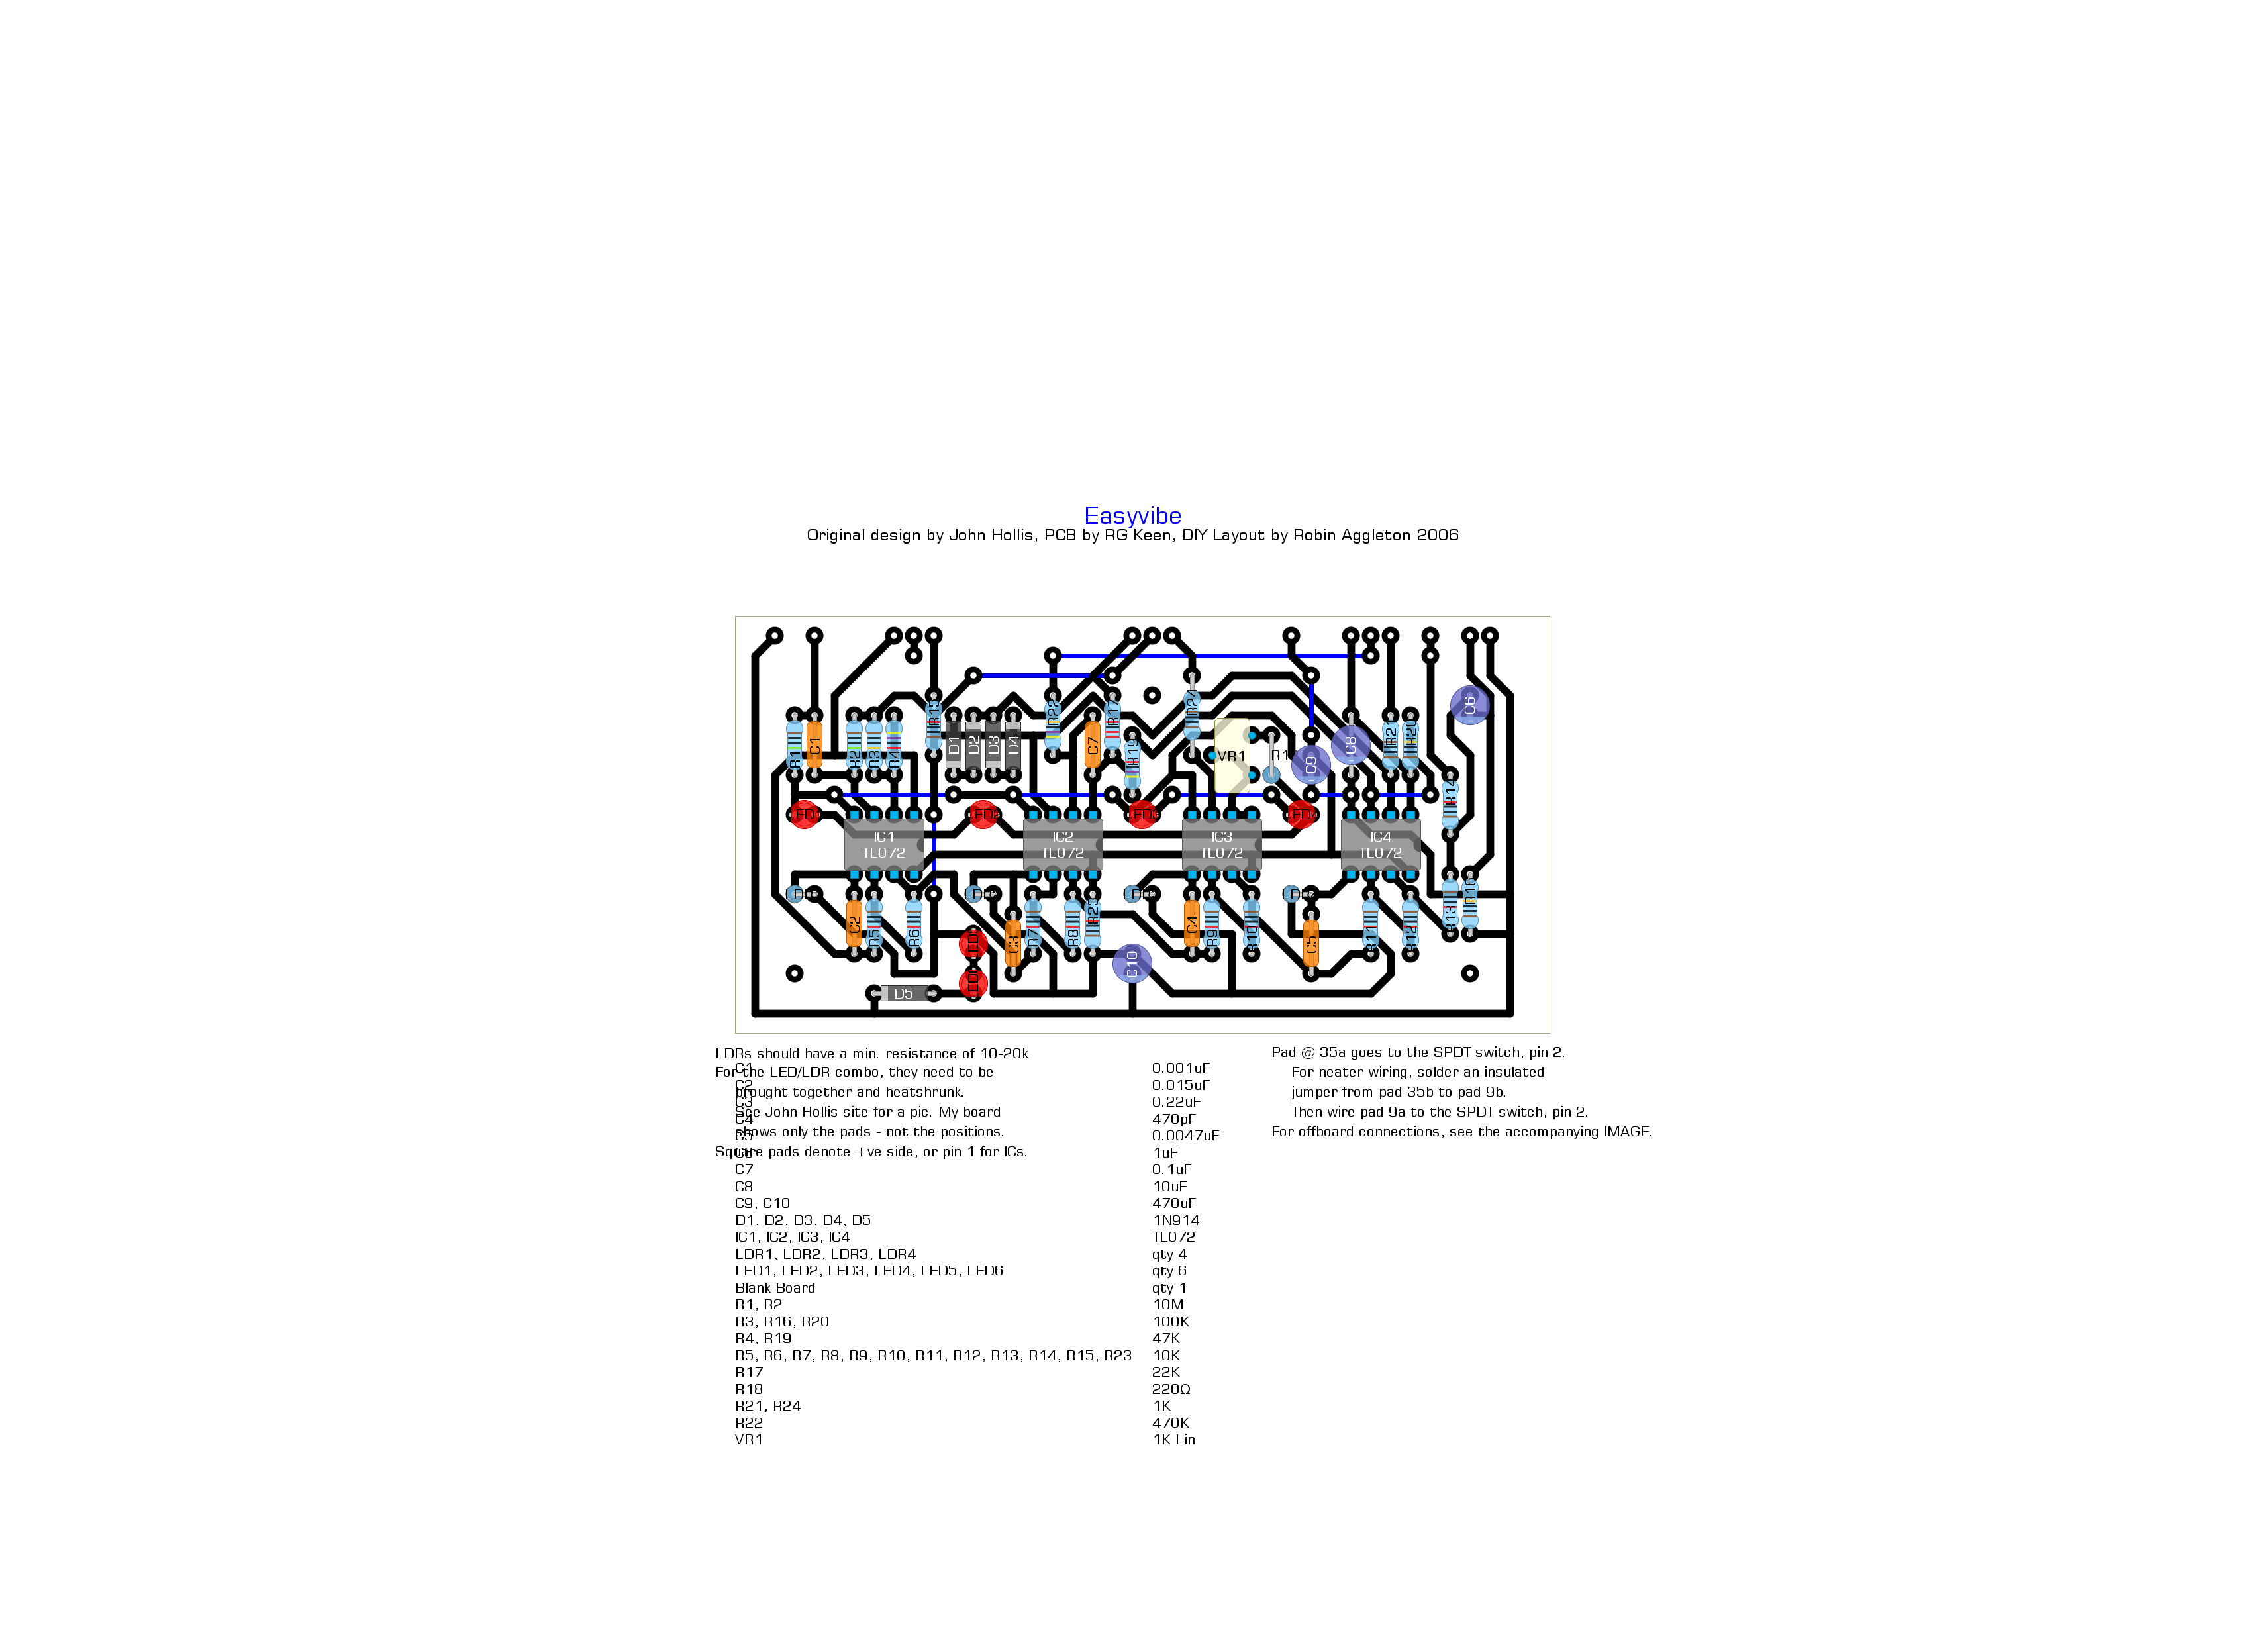 Easyvibe
Original design by John Hollis, PCB by RG Keen, DIY Layout by Robin Aggleton 2006
C6
R24
R15
R22
R17
R21
R20
R1
C1
R2
R3
R4
D1
D2
D3
D4
C7
R19
VR1
R1
C9
C8
R14
IC1
TL072
IC2
TL072
IC3
TL072
IC4
TL072
C2
R5
R6
C3
R7
R8
R23
C10
C4
R9
R10
C5
R11
R12
R13
R16
D5
LDRs should have a min. resistance of 10-20k
For the LED/LDR combo, they need to be
brought together and heatshrunk.
See John Hollis site for a pic. My board
shows only the pads - not the positions.
Square pads denote +ve side, or pin 1 for ICs.
Pad @ 35a goes to the SPDT switch, pin 2.
For neater wiring, solder an insulated
jumper from pad 35b to pad 9b.
Then wire pad 9a to the SPDT switch, pin 2.
For offboard connections, see the accompanying IMAGE.
C1 0.001uF
C2 0.015uF
C3 0.22uF
C4 470pF
C5 0.0047uF
C6 1uF
C7 0.1uF
C8 10uF
C9, C10 470uF
D1, D2, D3, D4, D5 1N914
IC1, IC2, IC3, IC4 TL072
LDR1, LDR2, LDR3, LDR4 qty 4
LED1, LED2, LED3, LED4, LED5, LED6 qty 6
Blank Board qty 1
R1, R2 10M
R3, R16, R20 100K
R4, R19 47K
R5, R6, R7, R8, R9, R10, R11, R12, R13, R14, R15, R23 10K
R17 22K
R18 220Ω
R21, R24 1K
R22 470K
VR1 1K Lin